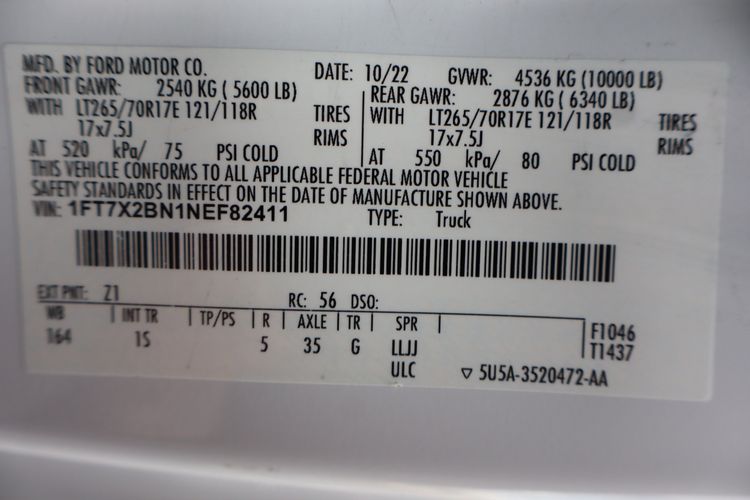 MFD. BY FORD MOTOR CO. DATE: 10/22 GVWR: 4536 KG (10000 LB)
FRONT GAWR: 2540 KG ( 5600 LB) REAR GAWR: 2876 KG ( 6340 LB)
WITH LT265/70R17E 121/118R TIRES WITH LT265/70R17E 121/118R TIRES
17x7.5J RIMS 17x7.5J RIMS
AT 520 kPa/ 75 PSI COLD AT 550 kPa/ 80 PSI COLD
THIS VEHICLE CONFORMS TO ALL APPLICABLE FEDERAL MOTOR VEHICLE
SAFETY STANDARDS IN EFFECT ON THE DATE OF MANUFACTURE SHOWN ABOVE.
VIN: 1FT7X2BN1NEF82411 TYPE: Truck
EXT PNT: Z1 RC: 56 DSO:
WB INT TR TP/PS R AXLE TR SPR F1046
164 1S 5 35 G LLJJ T1437
ULC ▽ 5U5A-3520472-AA